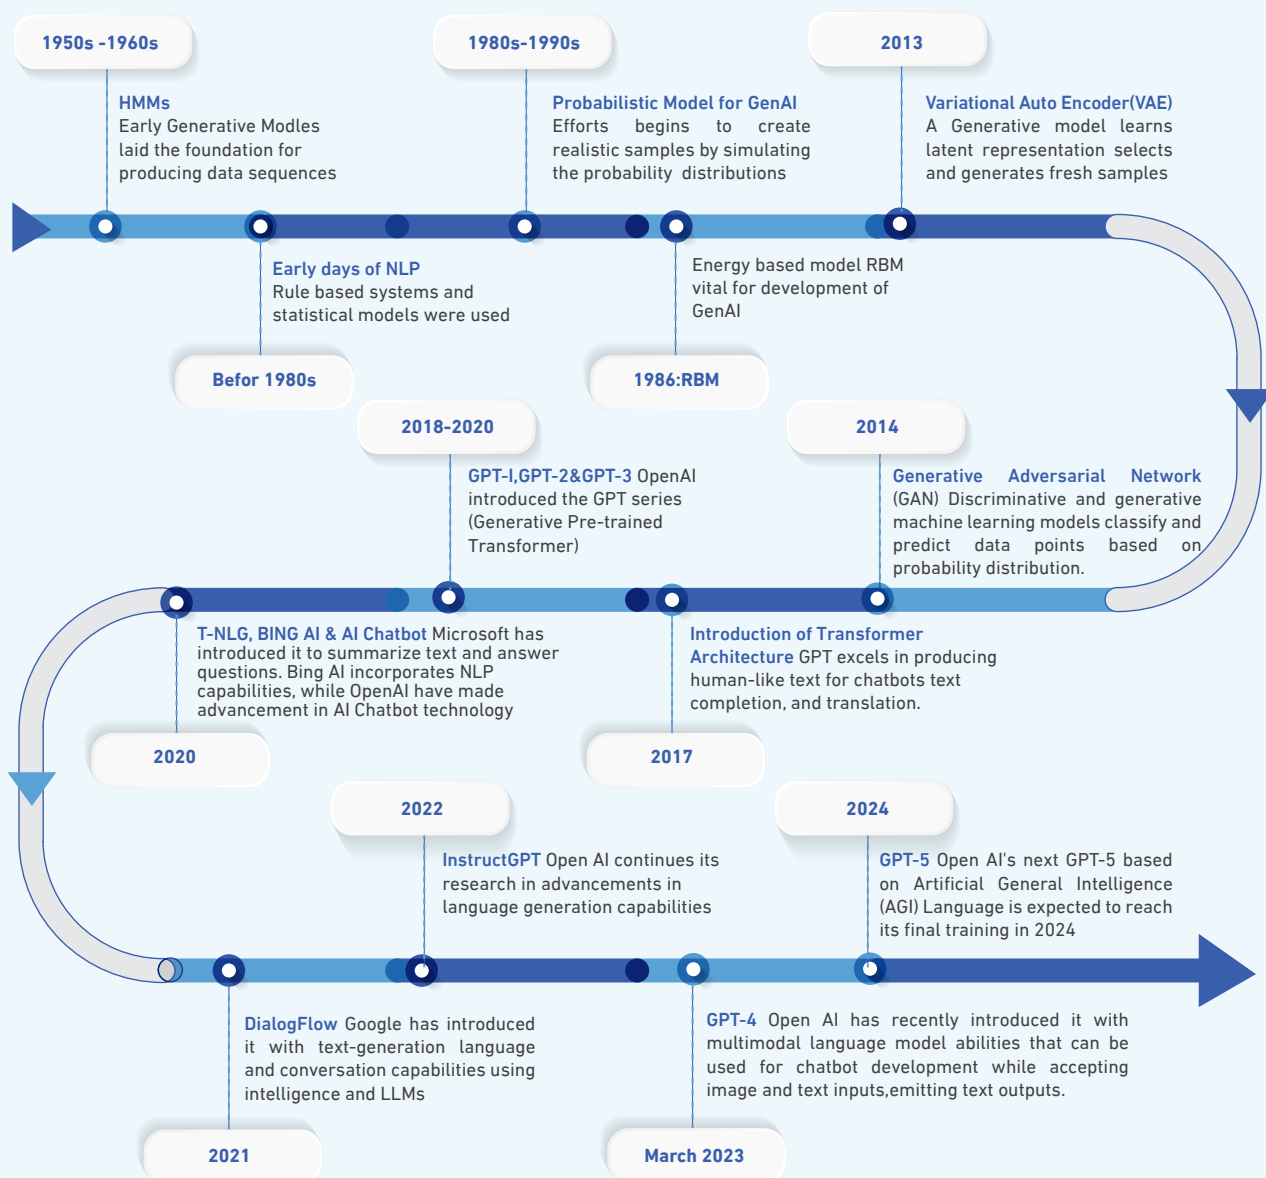 1950s -1960s
HMMs
Early Generative Modles
laid the foundation for
producing data sequences
Early days of NLP
Rule based systems and
statistical models were used
Befor 1980s
1980s-1990s
Probabilistic Model for GenAI
Efforts begins to create
realistic samples by simulating
the probability distributions
Energy based model RBM
vital for development of
GenAI
1986:RBM
2013
Variational Auto Encoder(VAE)
A Generative model learns
latent representation selects
and generates fresh samples
2014
Generative Adversarial Network
(GAN) Discriminative and generative
machine learning models classify and
predict data points based on
probability distribution.
Introduction of Transformer
Architecture GPT excels in producing
human-like text for chatbots text
completion, and translation.
2017
2018-2020
GPT-I,GPT-2&GPT-3 OpenAI
introduced the GPT series
(Generative Pre-trained
Transformer)
T-NLG, BING AI & AI Chatbot Microsoft has
introduced it to summarize text and answer
questions. Bing AI incorporates NLP
capabilities, while OpenAI have made
advancement in AI Chatbot technology
2020
DialogFlow Google has introduced
it with text-generation language
and conversation capabilities using
intelligence and LLMs
2021
2022
InstructGPT Open AI continues its
research in advancements in
language generation capabilities
GPT-4 Open AI has recently introduced it with
multimodal language model abilities that can be
used for chatbot development while accepting
image and text inputs,emitting text outputs.
March 2023
2024
GPT-5 Open AI's next GPT-5 based
on Artificial General Intelligence
(AGI) Language is expected to reach
its final training in 2024